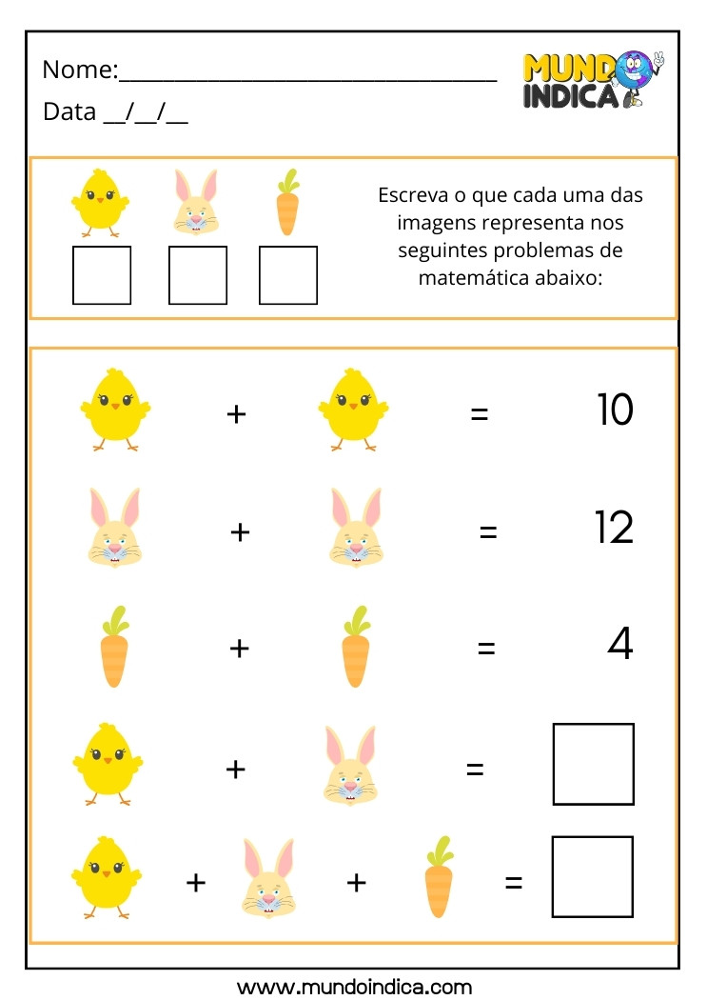 Nome:__________________________________
MUNDO
INDICA
Data __/__/__
Escreva o que cada uma das
imagens representa nos
seguintes problemas de
matemática abaixo:
+ = 10
+ = 12
+ = 4
+ =
+ + =
www.mundoindica.com